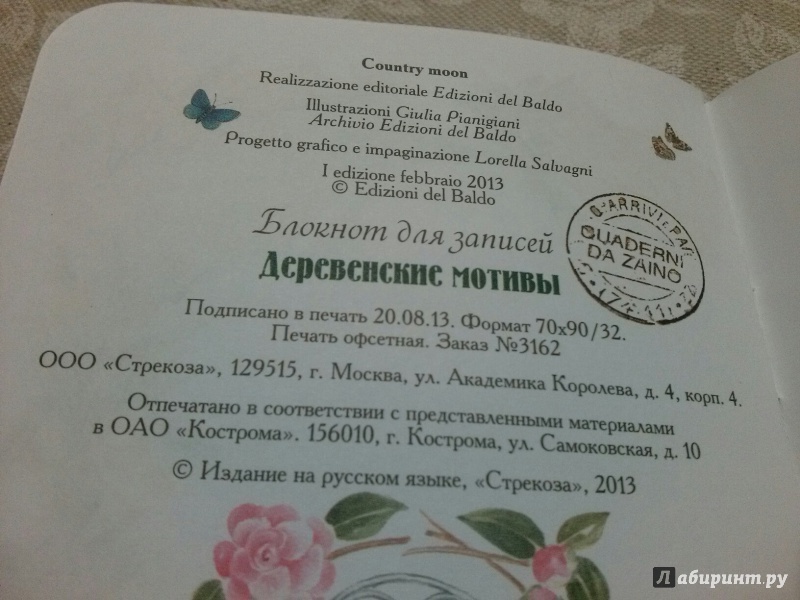 Country moon
Realizzazione editoriale Edizioni del Baldo
Illustrazioni Giulia Pianigiani
Archivio Edizioni del Baldo
Progetto grafico e impaginazione Lorella Salvagni
I edizione febbraio 2013
© Edizioni del Baldo
Блокнот для записей
Деревенские мотивы
QUADERNI
DA ZAINO
Подписано в печать 20.08.13. Формат 70x90/32.
Печать офсетная. Заказ №3162
ООО «Стрекоза», 129515, г. Москва, ул. Академика Королева, д. 4, корп. 4.
Отпечатано в соответствии с представленными материалами
в ОАО «Кострома». 156010, г. Кострома, ул. Самоковская, д. 10
© Издание на русском языке, «Стрекоза», 2013
Лабиринт.ру